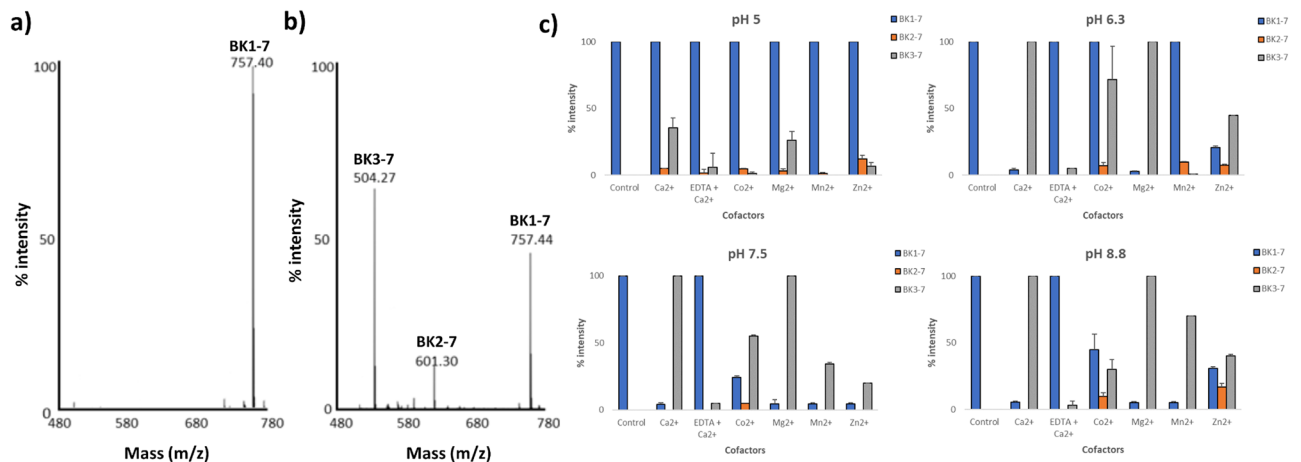 a)
BK1-7
757.40
100
50
0
% intensity
480 580 680 780
Mass (m/z)
b)
100
BK3-7
504.27
BK1-7
757.44
50
BK2-7
601.30
0
% intensity
480 580 680 780
Mass (m/z)
c)
pH 5
BK1-7
BK2-7
BK3-7
100
50
0
% intensity
Control Ca2+ EDTA + Ca2+ Co2+ Mg2+ Mn2+ Zn2+
Cofactors
pH 6.3
BK1-7
BK2-7
BK3-7
100
50
0
% intensity
Control Ca2+ EDTA + Ca2+ Co2+ Mg2+ Mn2+ Zn2+
Cofactors
pH 7.5
BK1-7
BK2-7
BK3-7
100
50
0
% intensity
Control Ca2+ EDTA + Ca2+ Co2+ Mg2+ Mn2+ Zn2+
Cofactors
pH 8.8
BK1-7
BK2-7
BK3-7
100
50
0
% intensity
Control Ca2+ EDTA + Ca2+ Co2+ Mg2+ Mn2+ Zn2+
Cofactors